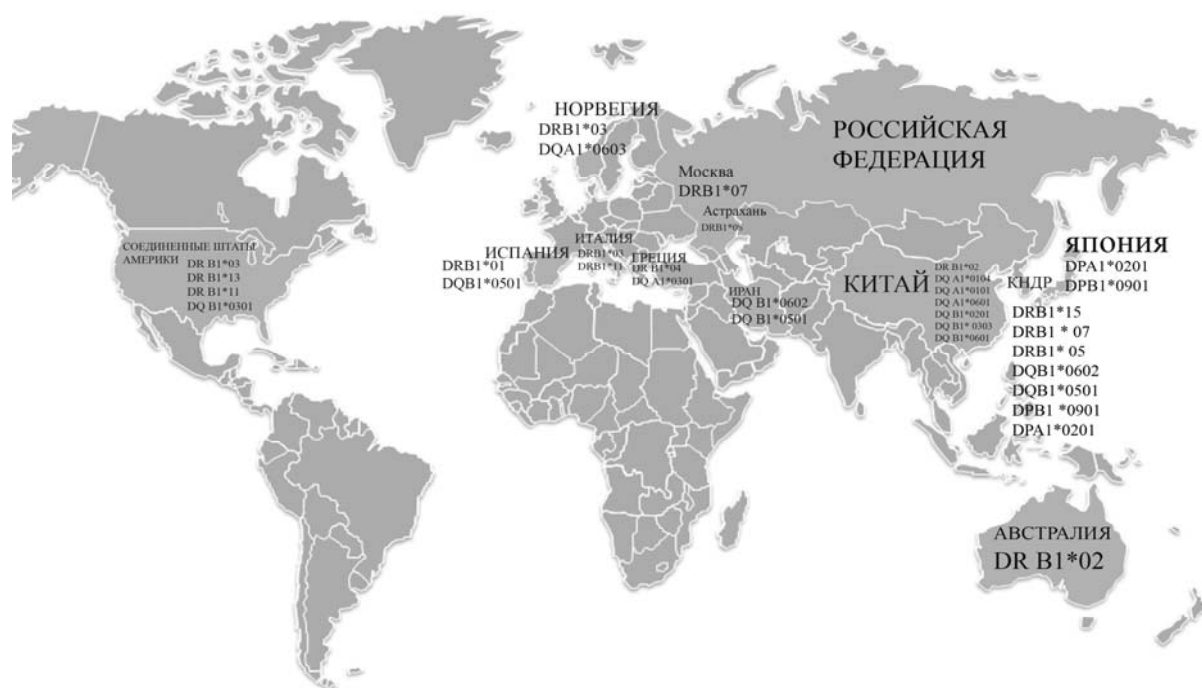 НОРВЕГИЯ
DRB1*03
DQA1*0603
РОССИЙСКАЯ
ФЕДЕРАЦИЯ
Москва
DRB1*07
Астрахань
СОЕДИНЕННЫЕ ШТАТЫ
АМЕРИКИ
DR B1*03
DR B1*13
DR B1*11
DQ B1*0301
ИСПАНИЯ
DRB1*01
DQB1*0501
ИТАЛИЯ
DRB1*03
DRB1*11
ГРЕЦИЯ
DR B1*04
DQ A1*0301
ИРАН
DQ B1*0602
DQ B1*0501
КИТАЙ
DR B1*02
DQ A1*0104
DQ A1*0101
DQ A1*0601
DQ B1*0201
DQ B1* 0303
DQ B1*0601
ЯПОНИЯ
DPA1*0201
DPB1*0901
КНДР
DRB1*15
DRB1 * 07
DRB1* 05
DQB1*0602
DQB1*0501
DPB1 *0901
DPA1*0201
АВСТРАЛИЯ
DR B1*02